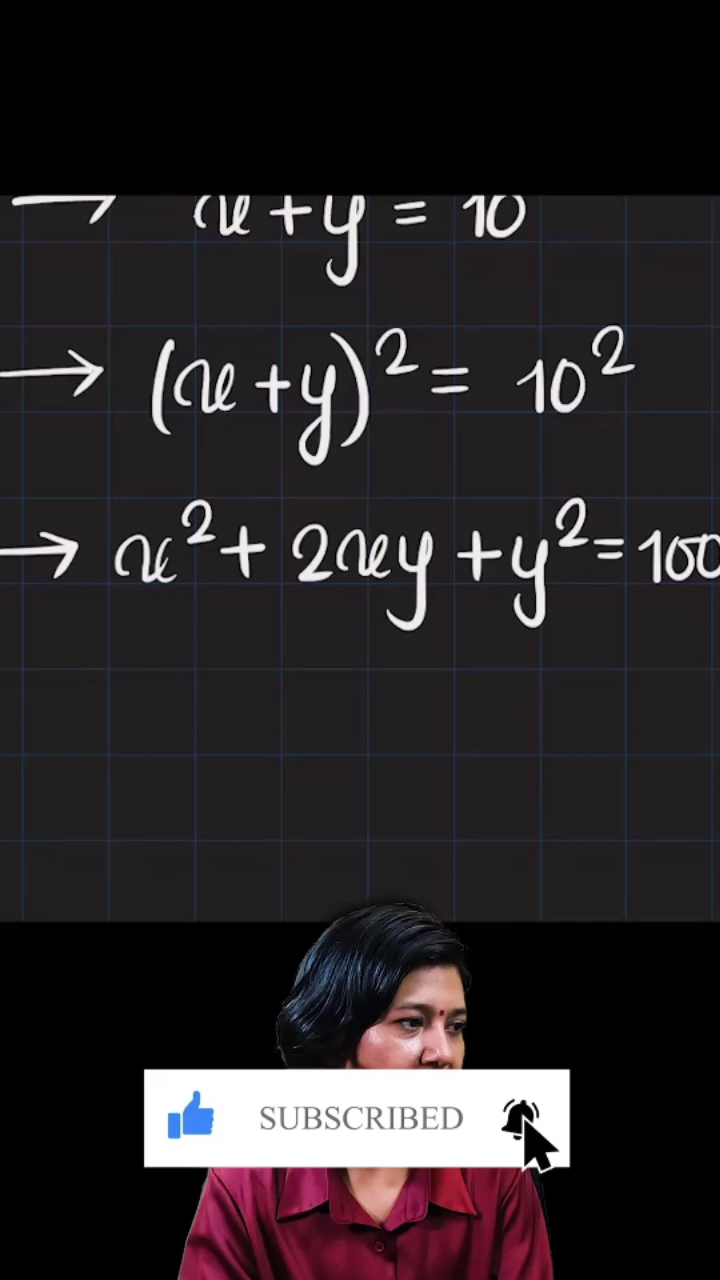 → x + y = 10
→ (x + y)² = 10²
→ x² + 2xy + y² = 100
SUBSCRIBED